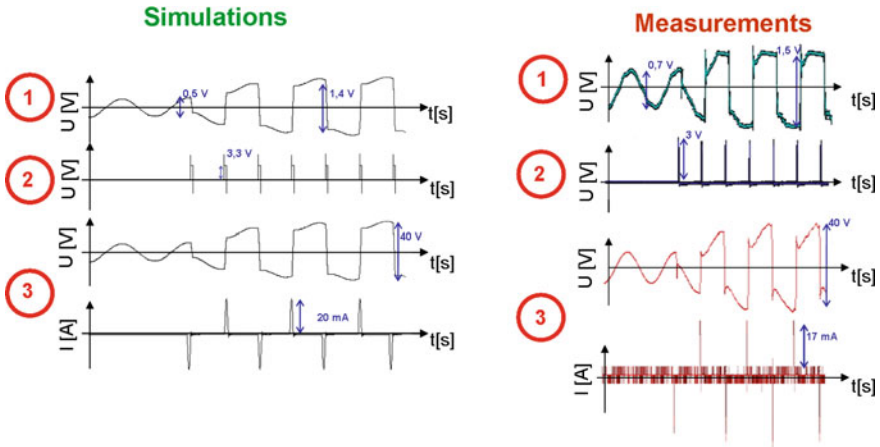 Simulations
1
U [V]
0,5 V
1,4 V
t[s]
2
U [V]
3,3 V
t[s]
3
U [V]
40 V
t[s]
I [A]
20 mA
t[s]
Measurements
1
U [V]
0,7 V
1,5 V
t[s]
2
U [V]
3 V
t[s]
3
U [V]
40 V
t[s]
I [A]
17 mA
t[s]